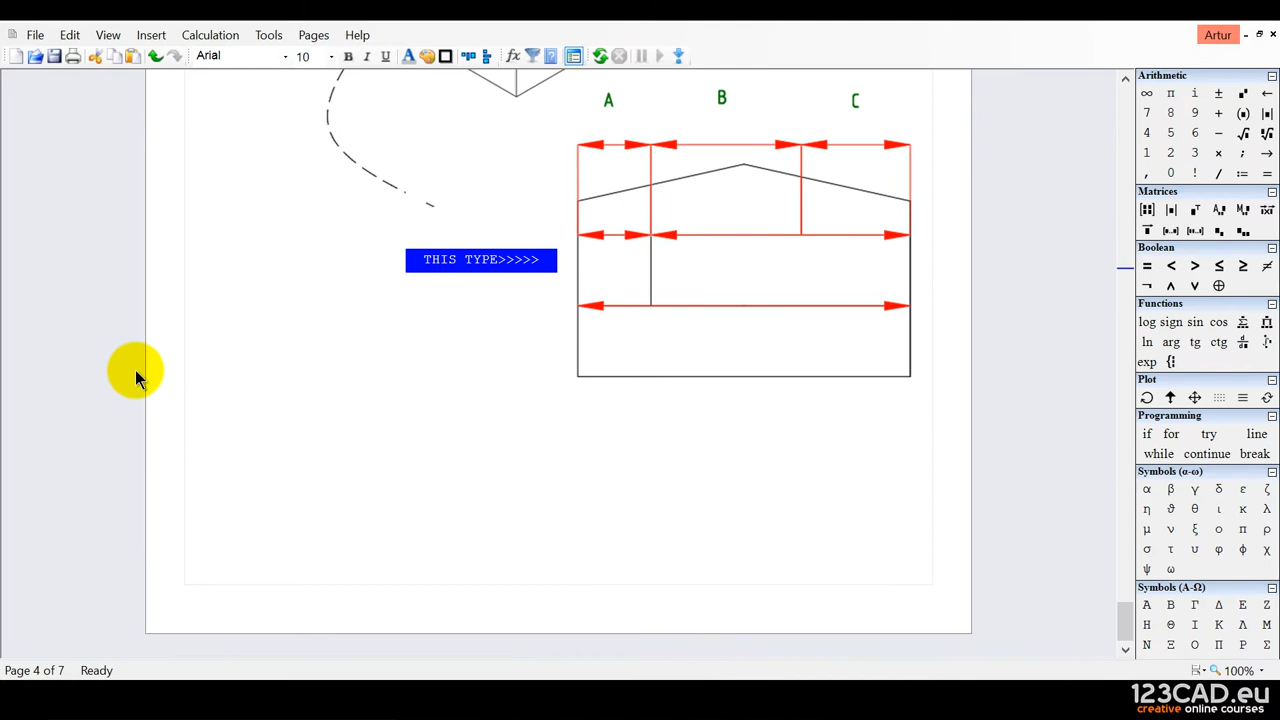 File Edit View Insert Calculation Tools Pages Help
Artur
Arial 10 B I U A fx
A B C
THIS TYPE>>>>>
Arithmetic
∞ π i ±
7 8 9 +
4 5 6 −
1 2 3 × ; →
, 0 ! / := =
Matrices
Boolean
= < > ≤ ≥ ≠
¬ ∧ ∨ ⊕
Functions
log sign sin cos
ln arg tg ctg
exp
Plot
Programming
if for try line
while continue break
Symbols (α-ω)
α β γ δ ε ζ
η ϑ θ ι κ λ
μ ν ξ ο π ρ
σ τ υ φ ϕ χ
ψ ω
Symbols (Α-Ω)
Α Β Γ Δ Ε Ζ
Η Θ Ι Κ Λ Μ
Ν Ξ Ο Π Ρ Σ
Page 4 of 7 Ready
100%
123CAD.eu
creative online courses